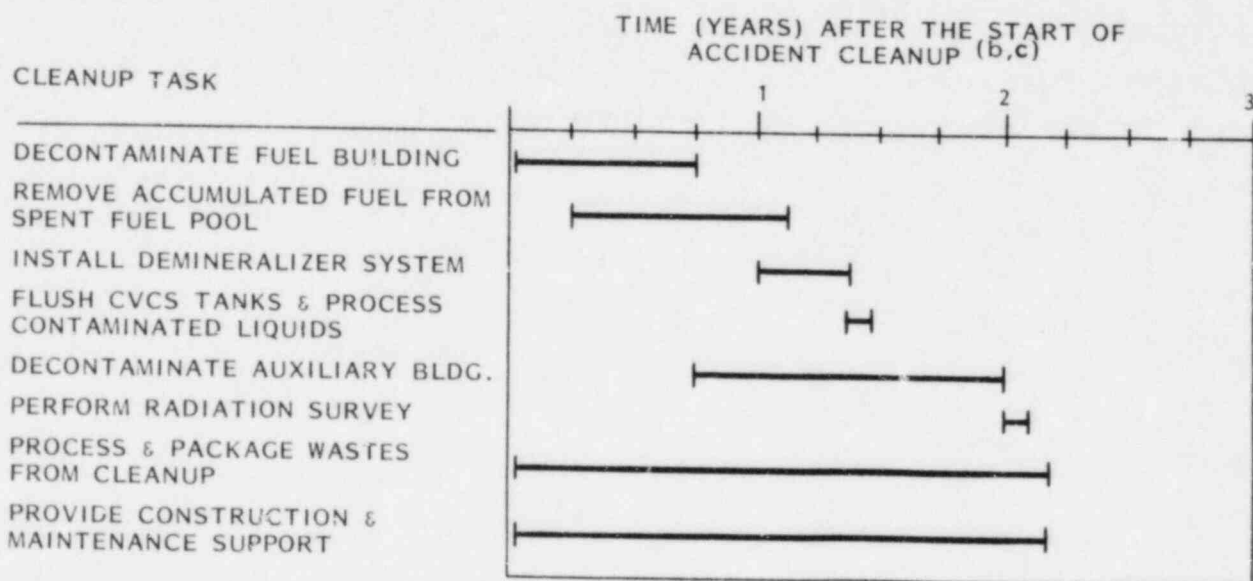 TIME (YEARS) AFTER THE START OF
ACCIDENT CLEANUP (b,c)
CLEANUP TASK
1 2 3
DECONTAMINATE FUEL BUILDING
REMOVE ACCUMULATED FUEL FROM
SPENT FUEL POOL
INSTALL DEMINERALIZER SYSTEM
FLUSH CVCS TANKS & PROCESS
CONTAMINATED LIQUIDS
DECONTAMINATE AUXILIARY BLDG.
PERFORM RADIATION SURVEY
PROCESS & PACKAGE WASTES
FROM CLEANUP
PROVIDE CONSTRUCTION &
MAINTENANCE SUPPORT